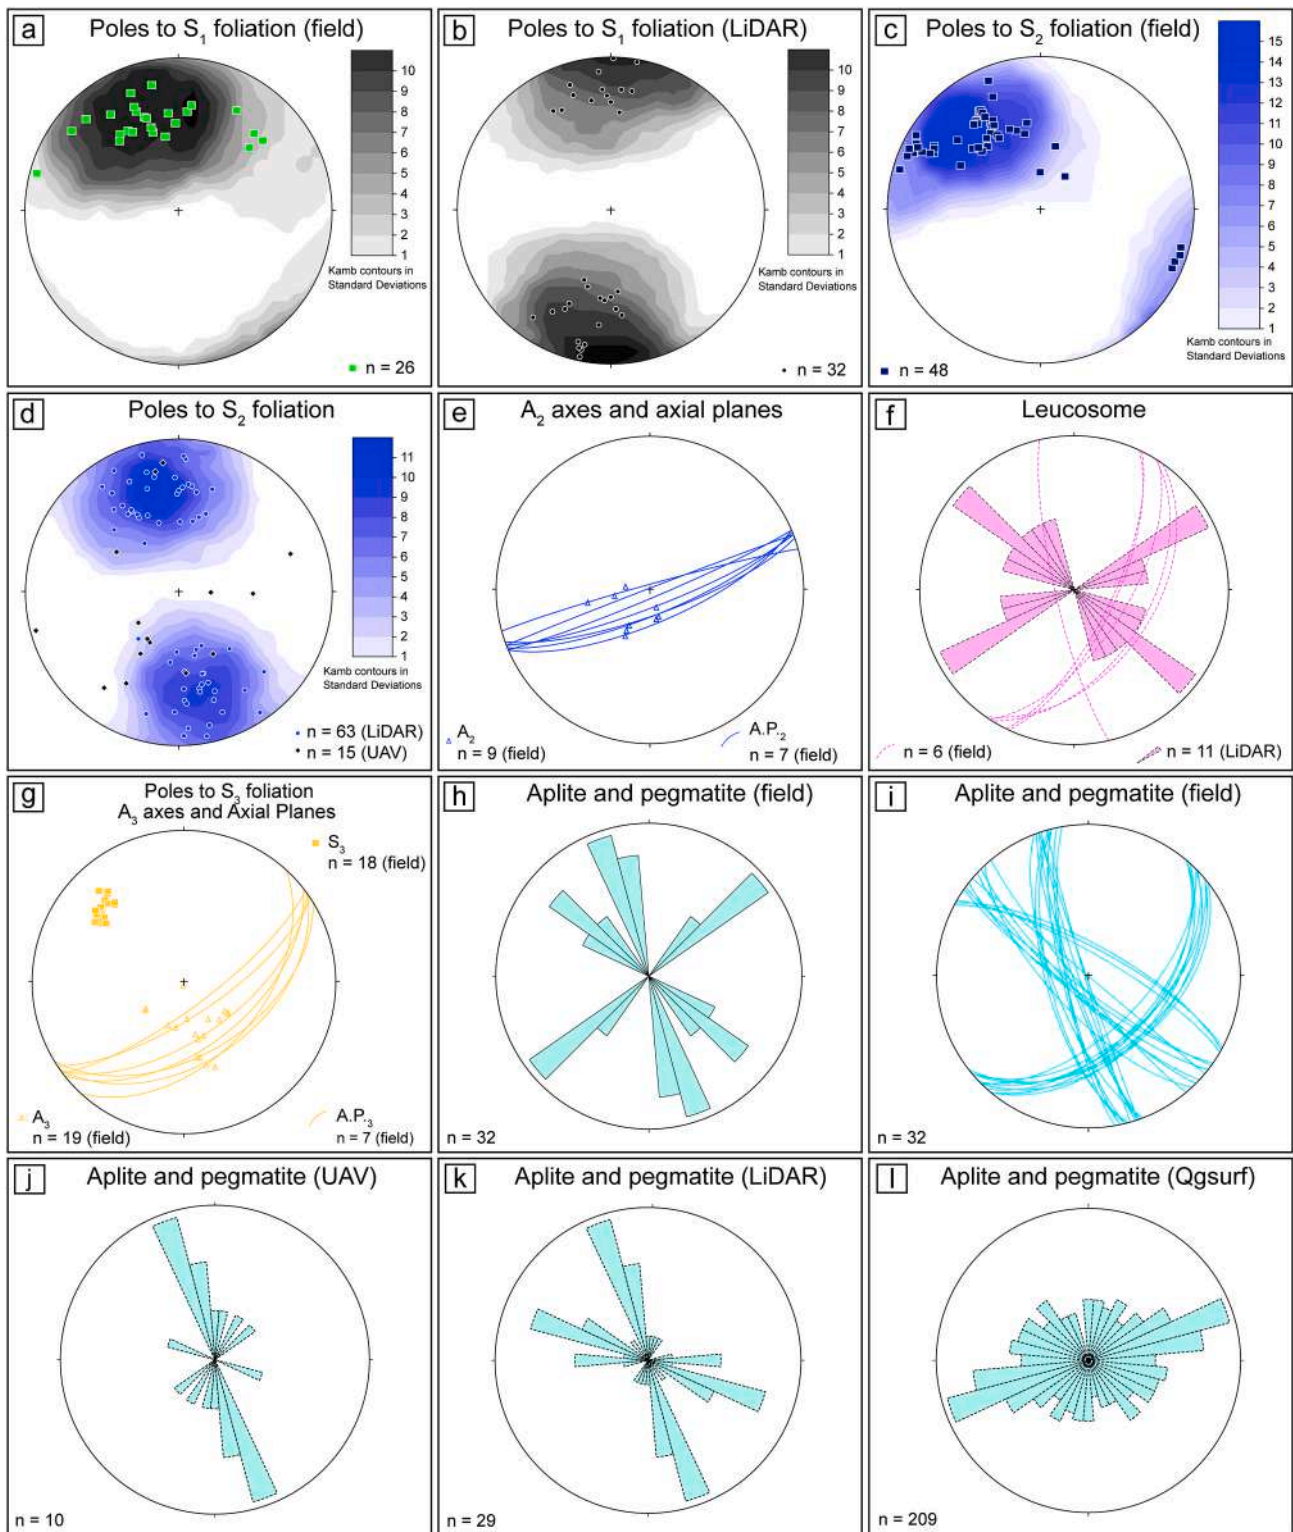 a Poles to S1 foliation (field)
10
9
8
7
6
5
4
3
2
1
Kamb contours in
Standard Deviations
n = 26
b Poles to S1 foliation (LiDAR)
10
9
8
7
6
5
4
3
2
1
Kamb contours in
Standard Deviations
n = 32
c Poles to S2 foliation (field)
15
14
13
12
11
10
9
8
7
6
5
4
3
2
1
Kamb contours in
Standard Deviations
n = 48
d Poles to S2 foliation
11
10
9
8
7
6
5
4
3
2
1
Kamb contours in
Standard Deviations
n = 63 (LiDAR)
n = 15 (UAV)
e A2 axes and axial planes
A2
n = 9 (field)
A.P.2
n = 7 (field)
f Leucosome
n = 6 (field)
n = 11 (LiDAR)
g Poles to S3 foliation
A3 axes and Axial Planes
S3
n = 18 (field)
A3
n = 19 (field)
A.P.3
n = 7 (field)
h Aplite and pegmatite (field)
n = 32
i Aplite and pegmatite (field)
n = 32
j Aplite and pegmatite (UAV)
n = 10
k Aplite and pegmatite (LiDAR)
n = 29
l Aplite and pegmatite (Qgsurf)
n = 209